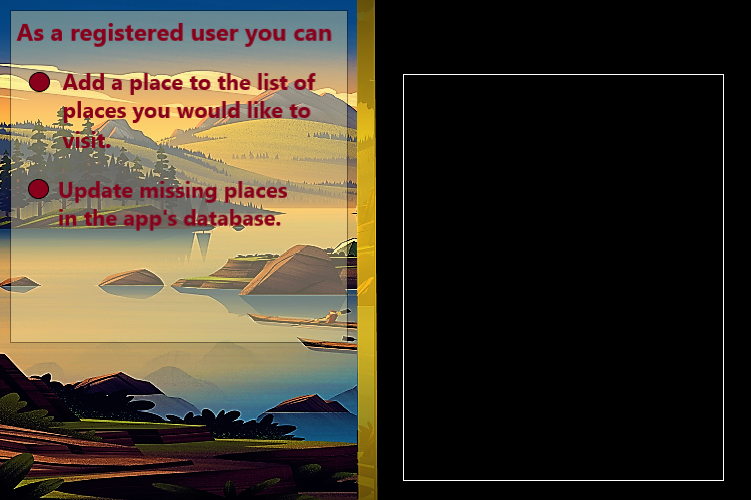 As a registered user you can
Add a place to the list of
places you would like to
visit.
Update missing places
in the app's database.